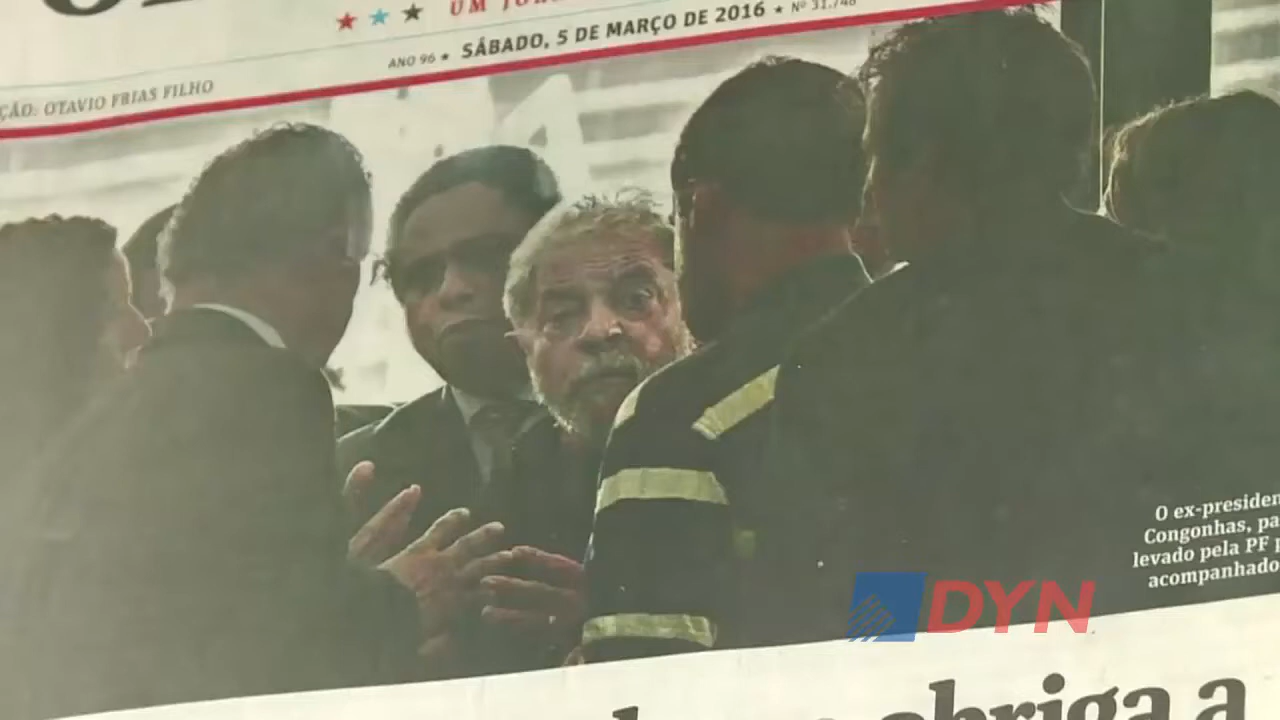 UM
ANO 96 ★ SÁBADO, 5 DE MARÇO DE 2016 ★ Nº 31.748
ÇÃO: OTAVIO FRIAS FILHO
O ex-presiden
Congonhas, pa
levado pela PF p
acompanhado
DYN
obriga a